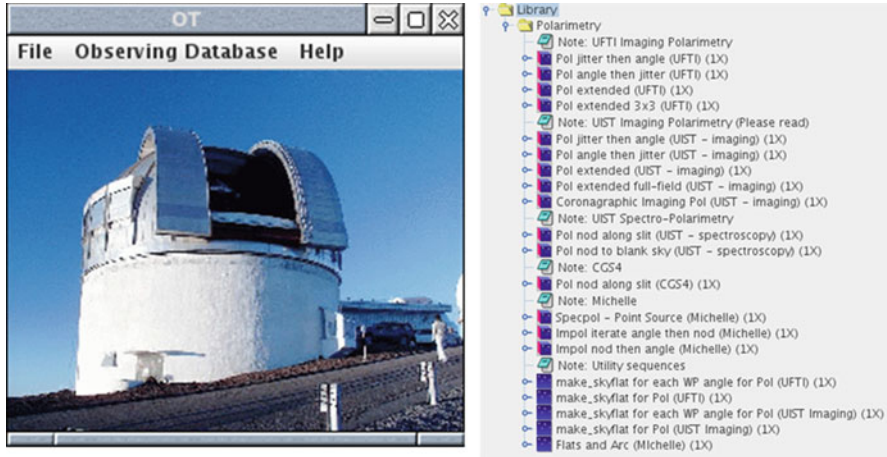 OT
File Observing Database Help
Library
Polarimetry
Note: UFTI Imaging Polarimetry
Pol jitter then angle (UFTI) (1X)
Pol angle then jitter (UFTI) (1X)
Pol extended (UFTI) (1X)
Pol extended 3x3 (UFTI) (1X)
Note: UIST Imaging Polarimetry (Please read)
Pol jitter then angle (UIST - imaging) (1X)
Pol angle then jitter (UIST - imaging) (1X)
Pol extended (UIST - imaging) (1X)
Pol extended full-field (UIST - imaging) (1X)
Coronagraphic Imaging Pol (UIST - imaging) (1X)
Note: UIST Spectro-Polarimetry
Pol nod along slit (UIST - spectroscopy) (1X)
Pol nod to blank sky (UIST - spectroscopy) (1X)
Note: CGS4
Pol nod along slit (CGS4) (1X)
Note: Michelle
Specpol - Point Source (Michelle) (1X)
Impol iterate angle then nod (Michelle) (1X)
Impol nod then angle (Michelle) (1X)
Note: Utility sequences
make_skyflat for each WP angle for Pol (UFTI) (1X)
make_skyflat for Pol (UFTI) (1X)
make_skyflat for each WP angle for Pol (UIST Imaging) (1X)
make_skyflat for Pol (UIST Imaging) (1X)
Flats and Arc (Michelle) (1X)